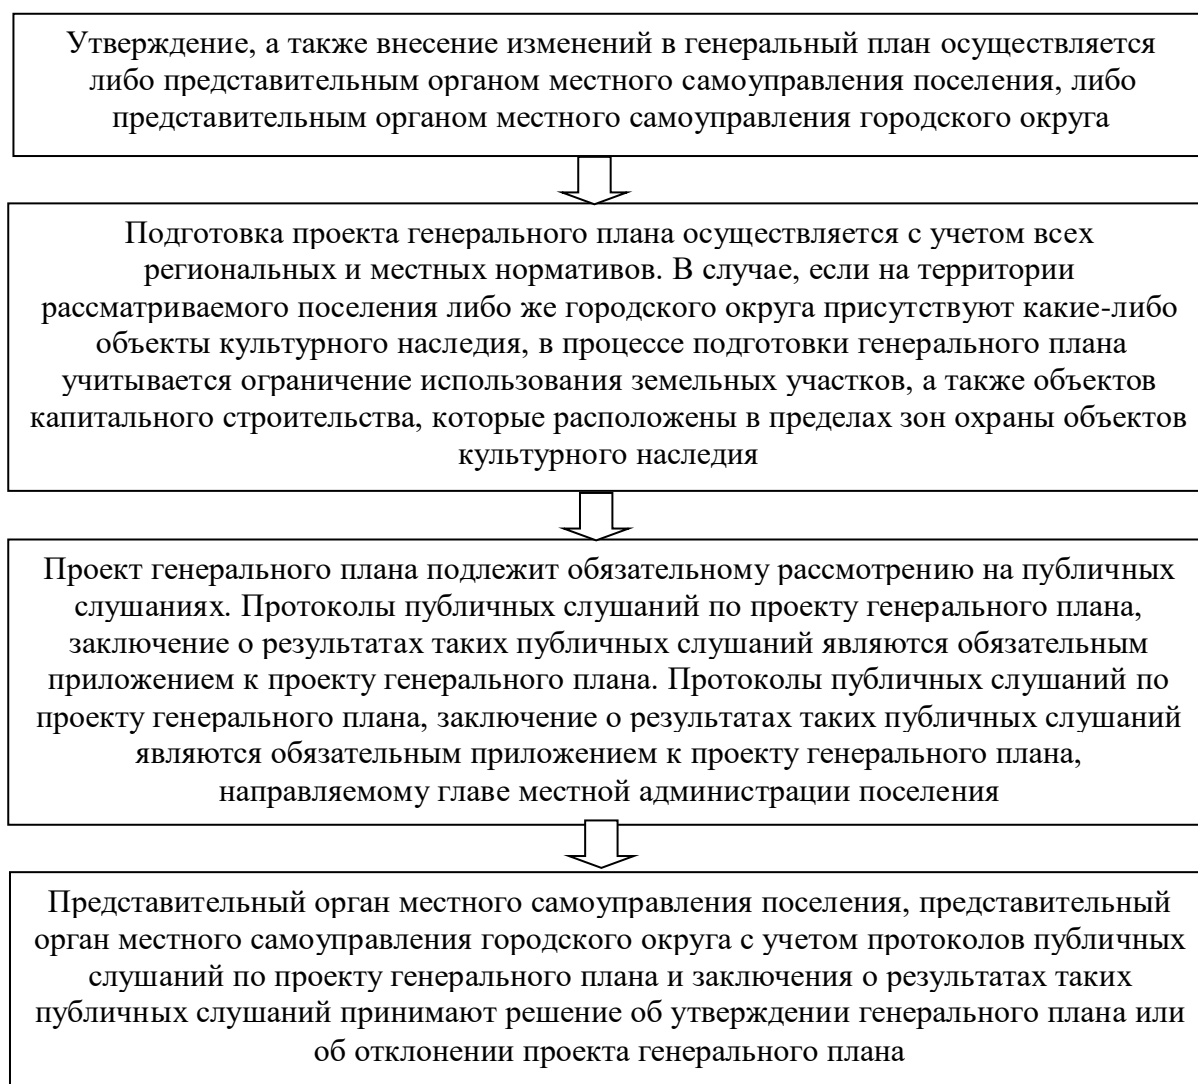 Утверждение, а также внесение изменений в генеральный план осуществляется
либо представительным органом местного самоуправления поселения, либо
представительным органом местного самоуправления городского округа
Подготовка проекта генерального плана осуществляется с учетом всех
региональных и местных нормативов. В случае, если на территории
рассматриваемого поселения либо же городского округа присутствуют какие-либо
объекты культурного наследия, в процессе подготовки генерального плана
учитывается ограничение использования земельных участков, а также объектов
капитального строительства, которые расположены в пределах зон охраны объектов
культурного наследия
Проект генерального плана подлежит обязательному рассмотрению на публичных
слушаниях. Протоколы публичных слушаний по проекту генерального плана,
заключение о результатах таких публичных слушаний являются обязательным
приложением к проекту генерального плана. Протоколы публичных слушаний по
проекту генерального плана, заключение о результатах таких публичных слушаний
являются обязательным приложением к проекту генерального плана,
направляемому главе местной администрации поселения
Представительный орган местного самоуправления поселения, представительный
орган местного самоуправления городского округа с учетом протоколов публичных
слушаний по проекту генерального плана и заключения о результатах таких
публичных слушаний принимают решение об утверждении генерального плана или
об отклонении проекта генерального плана